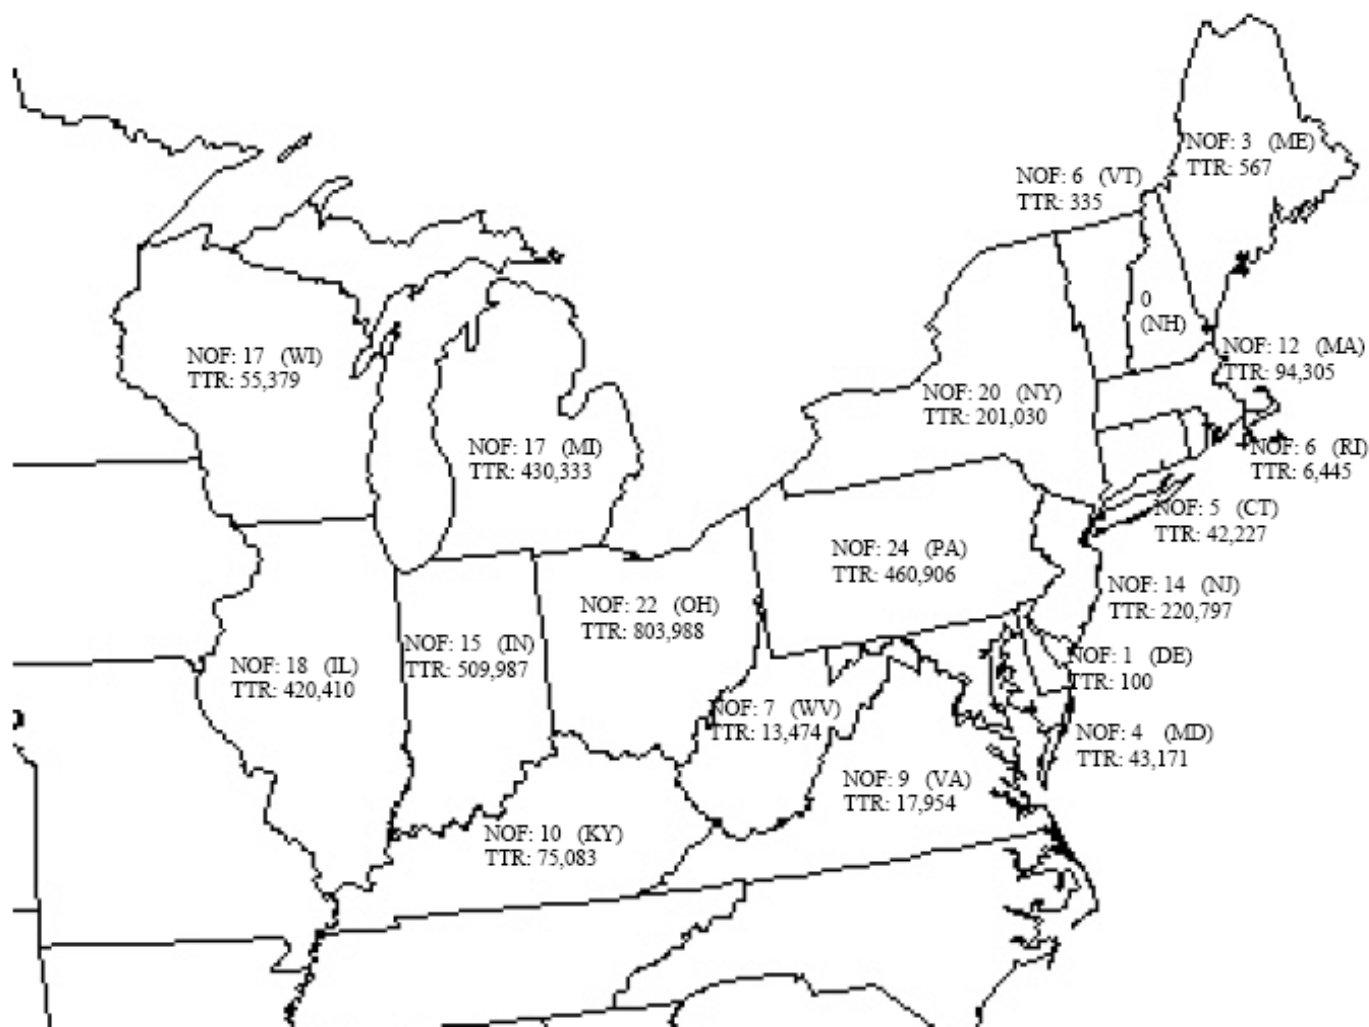 NOF: 3 (ME)
TTR: 567
NOF: 6 (VT)
TTR: 335
0
(NH)
NOF: 17 (WI)
TTR: 55,379
NOF: 12 (MA)
TTR: 94,305
NOF: 20 (NY)
TTR: 201,030
NOF: 17 (MI)
TTR: 430,333
NOF: 6 (RI)
TTR: 6,445
NOF: 5 (CT)
TTR: 42,227
NOF: 24 (PA)
TTR: 460,906
NOF: 14 (NJ)
TTR: 220,797
NOF: 22 (OH)
TTR: 803,988
NOF: 15 (IN)
TTR: 509,987
NOF: 18 (IL)
TTR: 420,410
NOF: 1 (DE)
TTR: 100
NOF: 7 (WV)
TTR: 13,474
NOF: 4 (MD)
TTR: 43,171
NOF: 9 (VA)
TTR: 17,954
NOF: 10 (KY)
TTR: 75,083